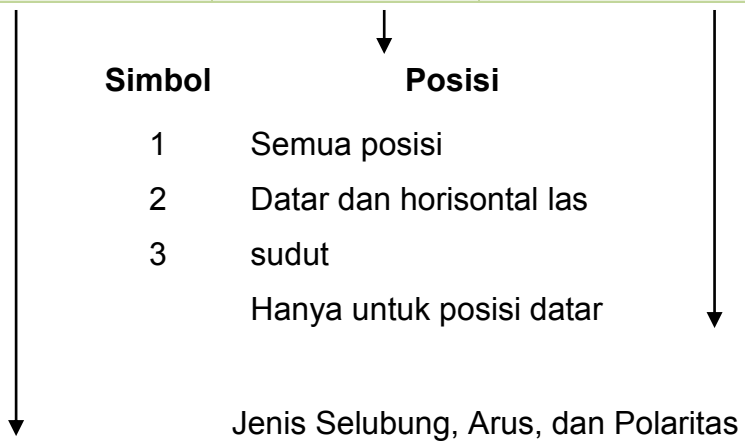 Simbol Posisi
1 Semua posisi
2 Datar dan horisontal las
3 sudut
Hanya untuk posisi datar
Jenis Selubung, Arus, dan Polaritas